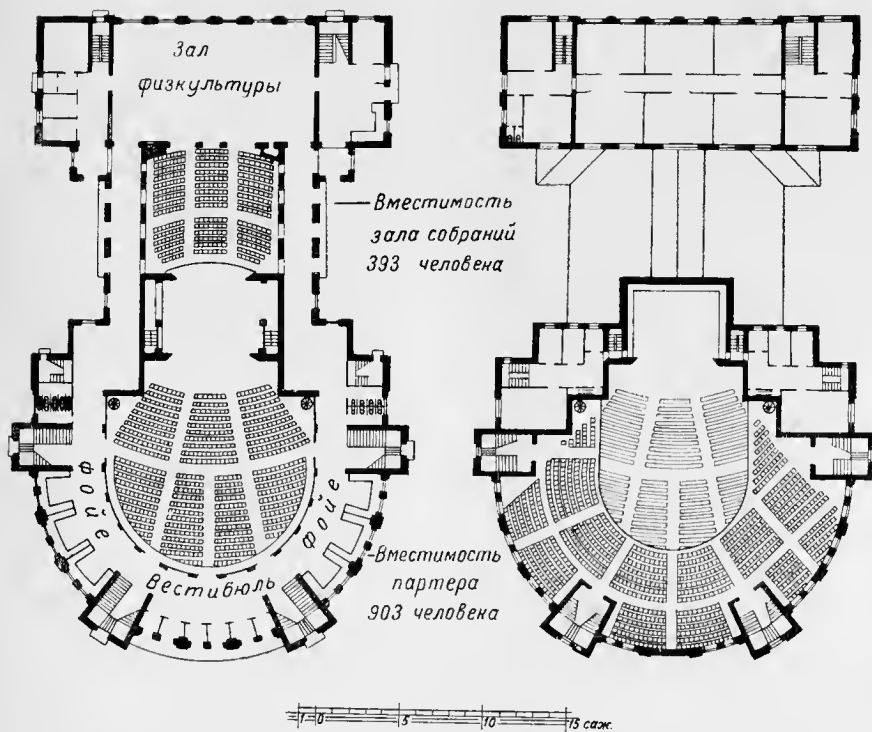 Зал
физкультуры
Вместимость
зала собраний
393 человека
фойе
фойе
Вестибюль
Вместимость
партера
903 человека
1 0 5 10 15 саж.